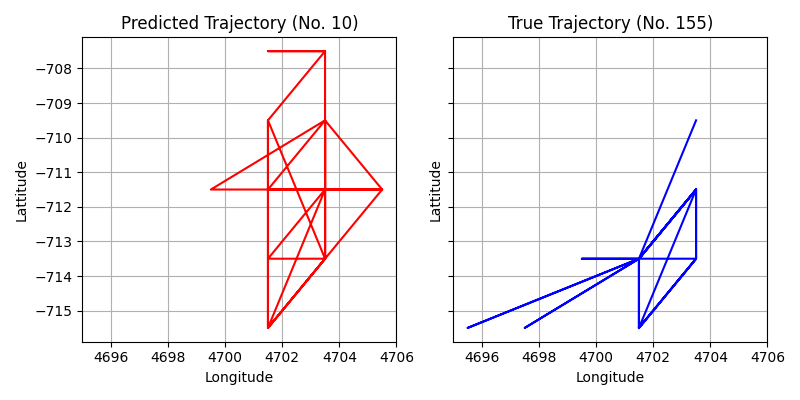 Predicted Trajectory (No. 10)
True Trajectory (No. 155)
−708
−709
−710
−711
−712
−713
−714
−715
Lattitude
Lattitude
4696 4698 4700 4702 4704 4706
4696 4698 4700 4702 4704 4706
Longitude
Longitude